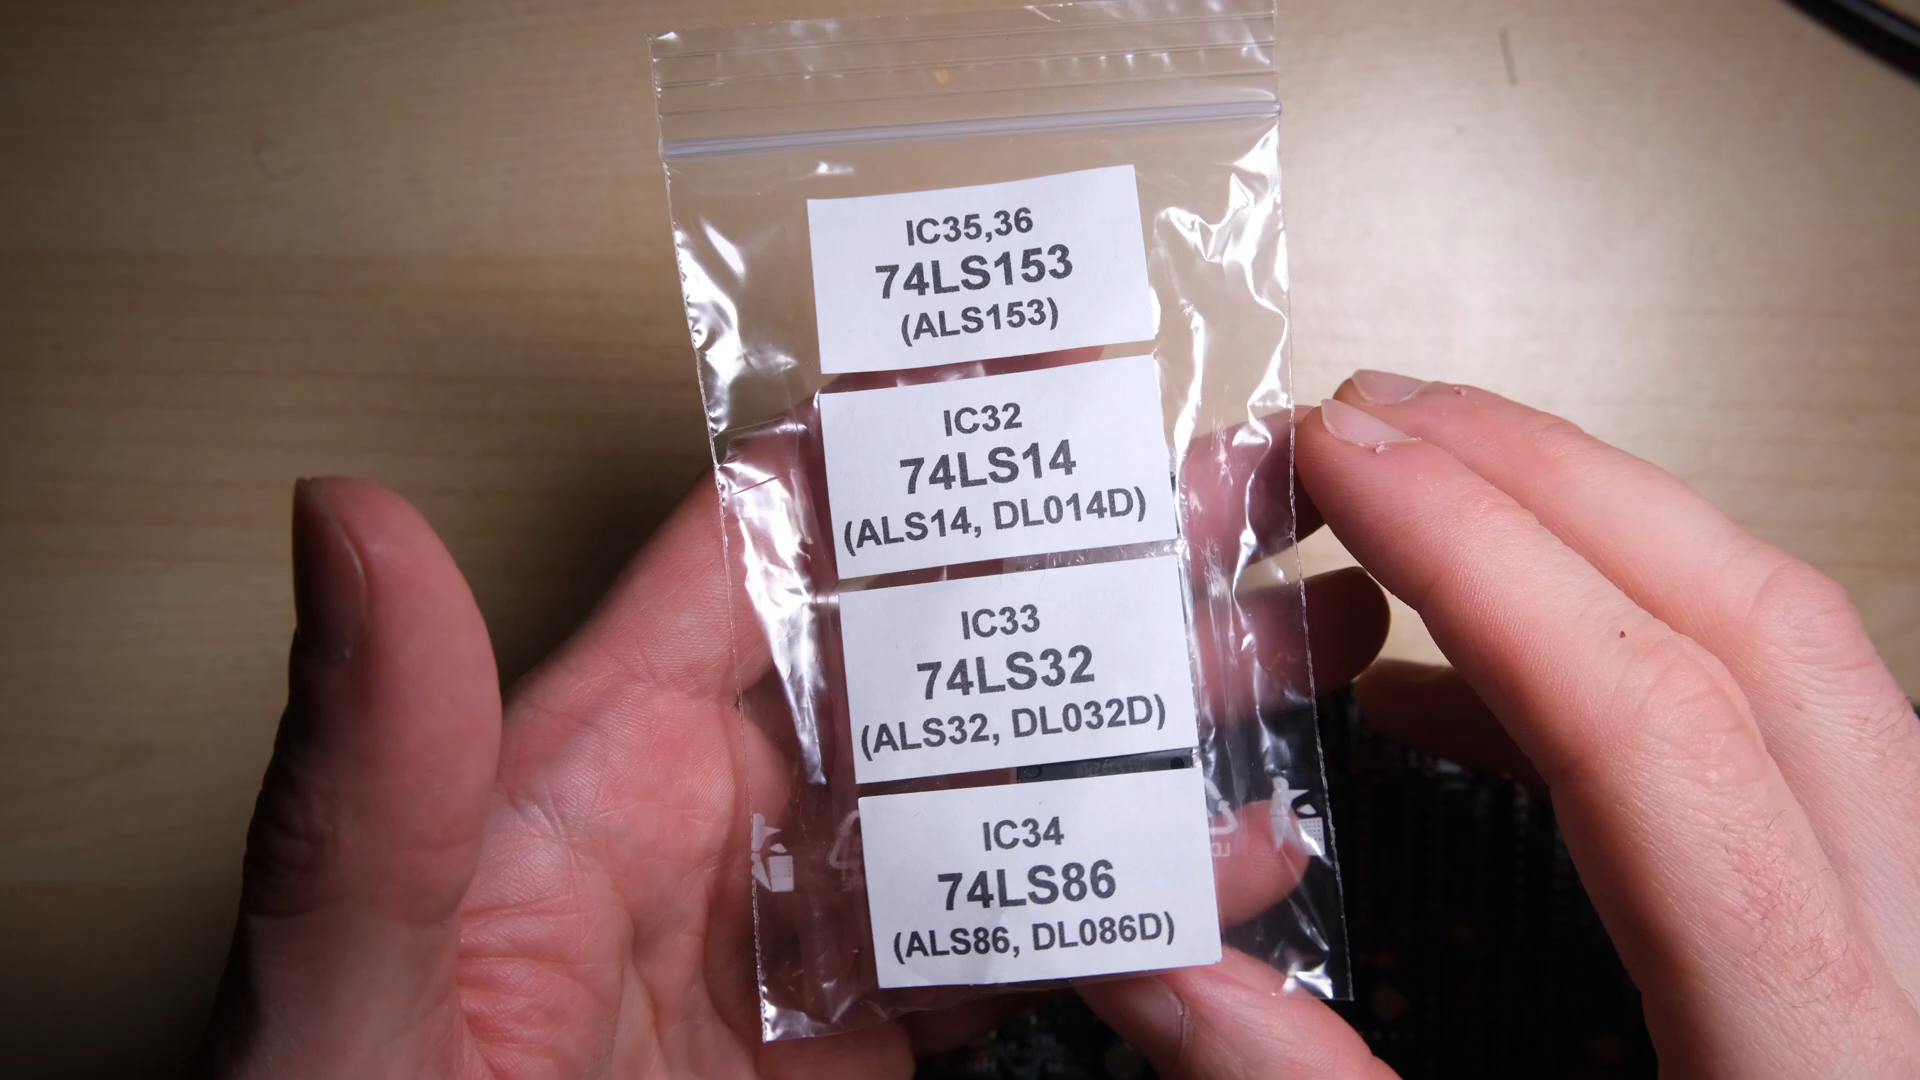 IC35,36
74LS153
(ALS153)
IC32
74LS14
(ALS14, DL014D)
IC33
74LS32
(ALS32, DL032D)
IC34
74LS86
(ALS86, DL086D)